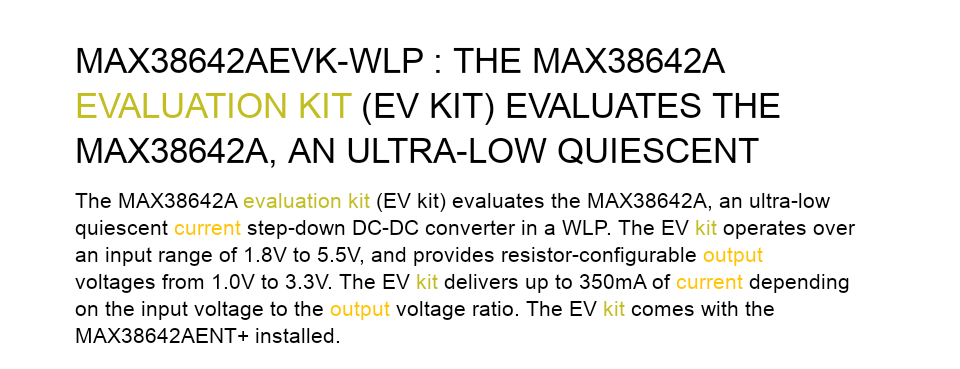 MAX38642AEVK-WLP : THE MAX38642A
EVALUATION KIT (EV KIT) EVALUATES THE
MAX38642A, AN ULTRA-LOW QUIESCENT
The MAX38642A evaluation kit (EV kit) evaluates the MAX38642A, an ultra-low
quiescent current step-down DC-DC converter in a WLP. The EV kit operates over
an input range of 1.8V to 5.5V, and provides resistor-configurable output
voltages from 1.0V to 3.3V. The EV kit delivers up to 350mA of current depending
on the input voltage to the output voltage ratio. The EV kit comes with the
MAX38642AENT+ installed.